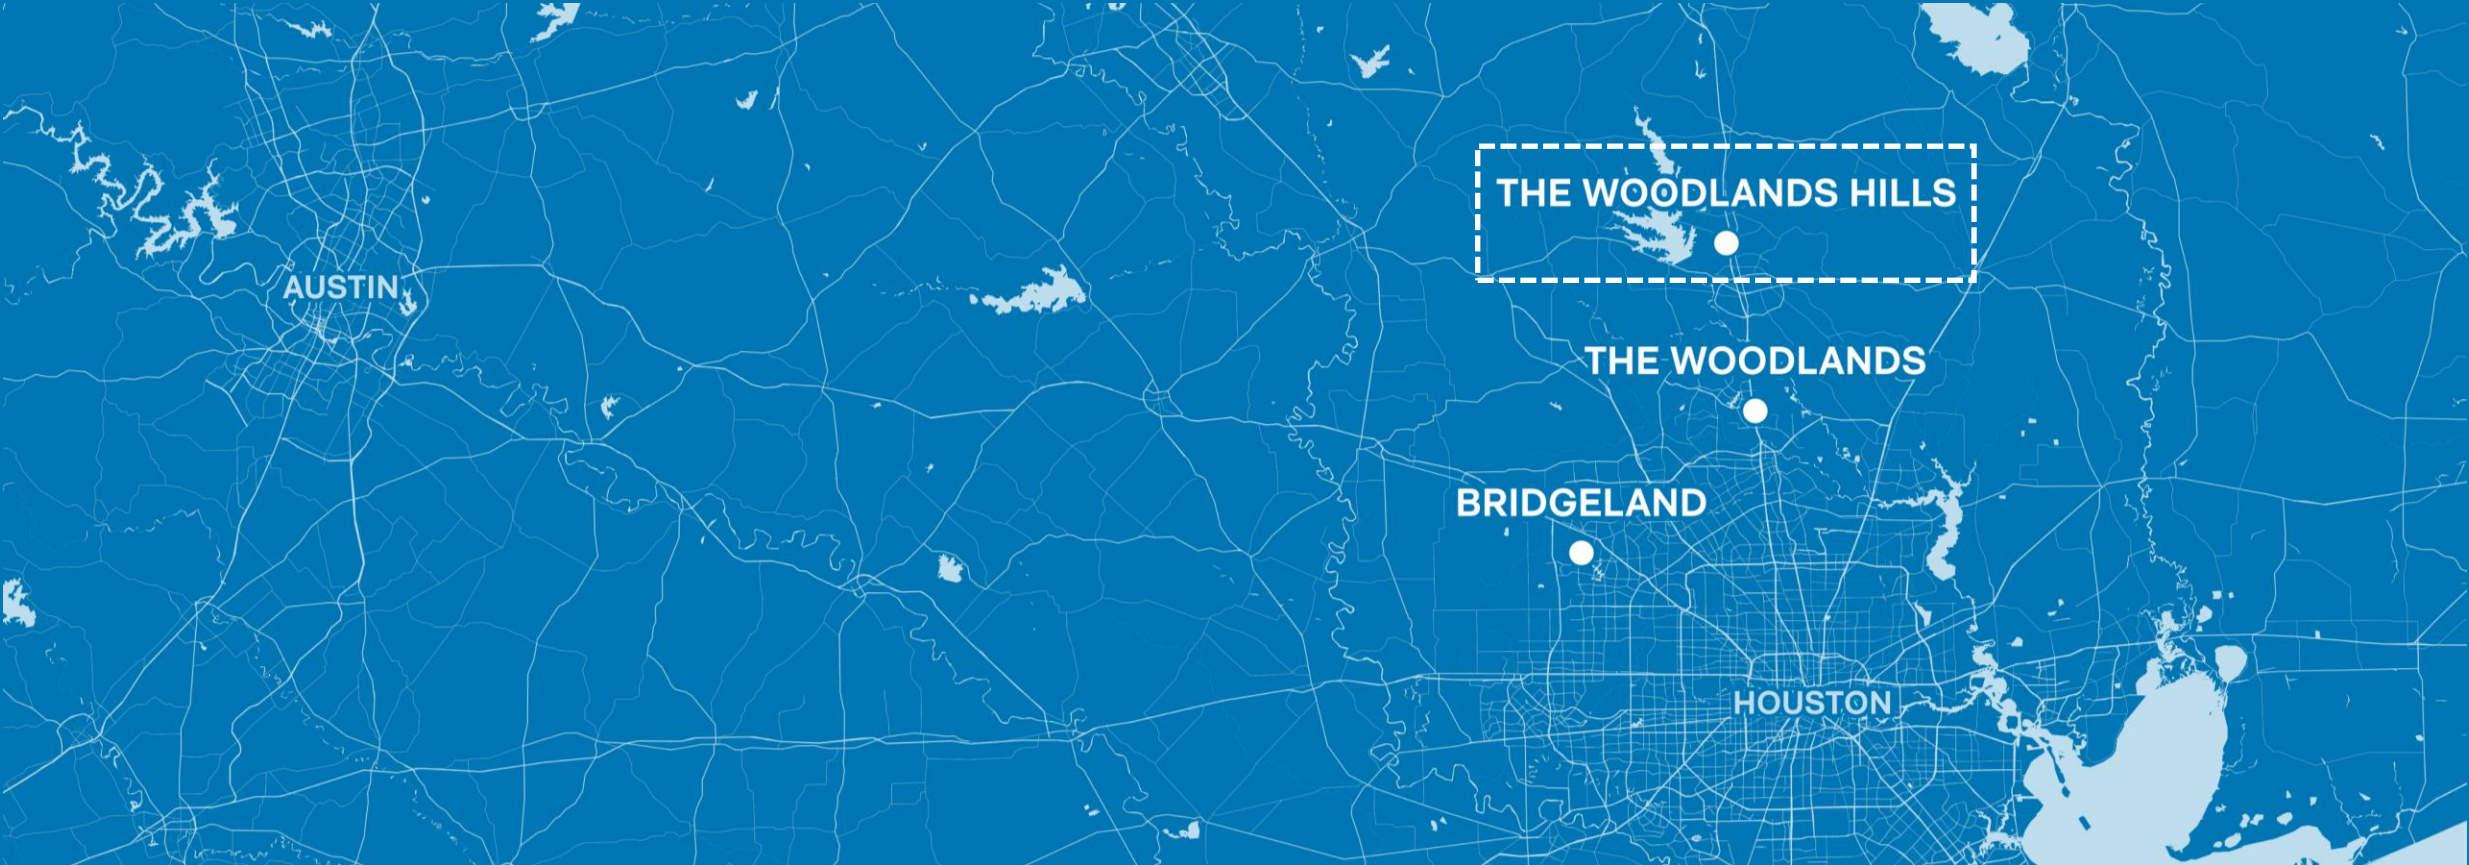 THE WOODLANDS HILLS
AUSTIN
THE WOODLANDS
BRIDGELAND
HOUSTON